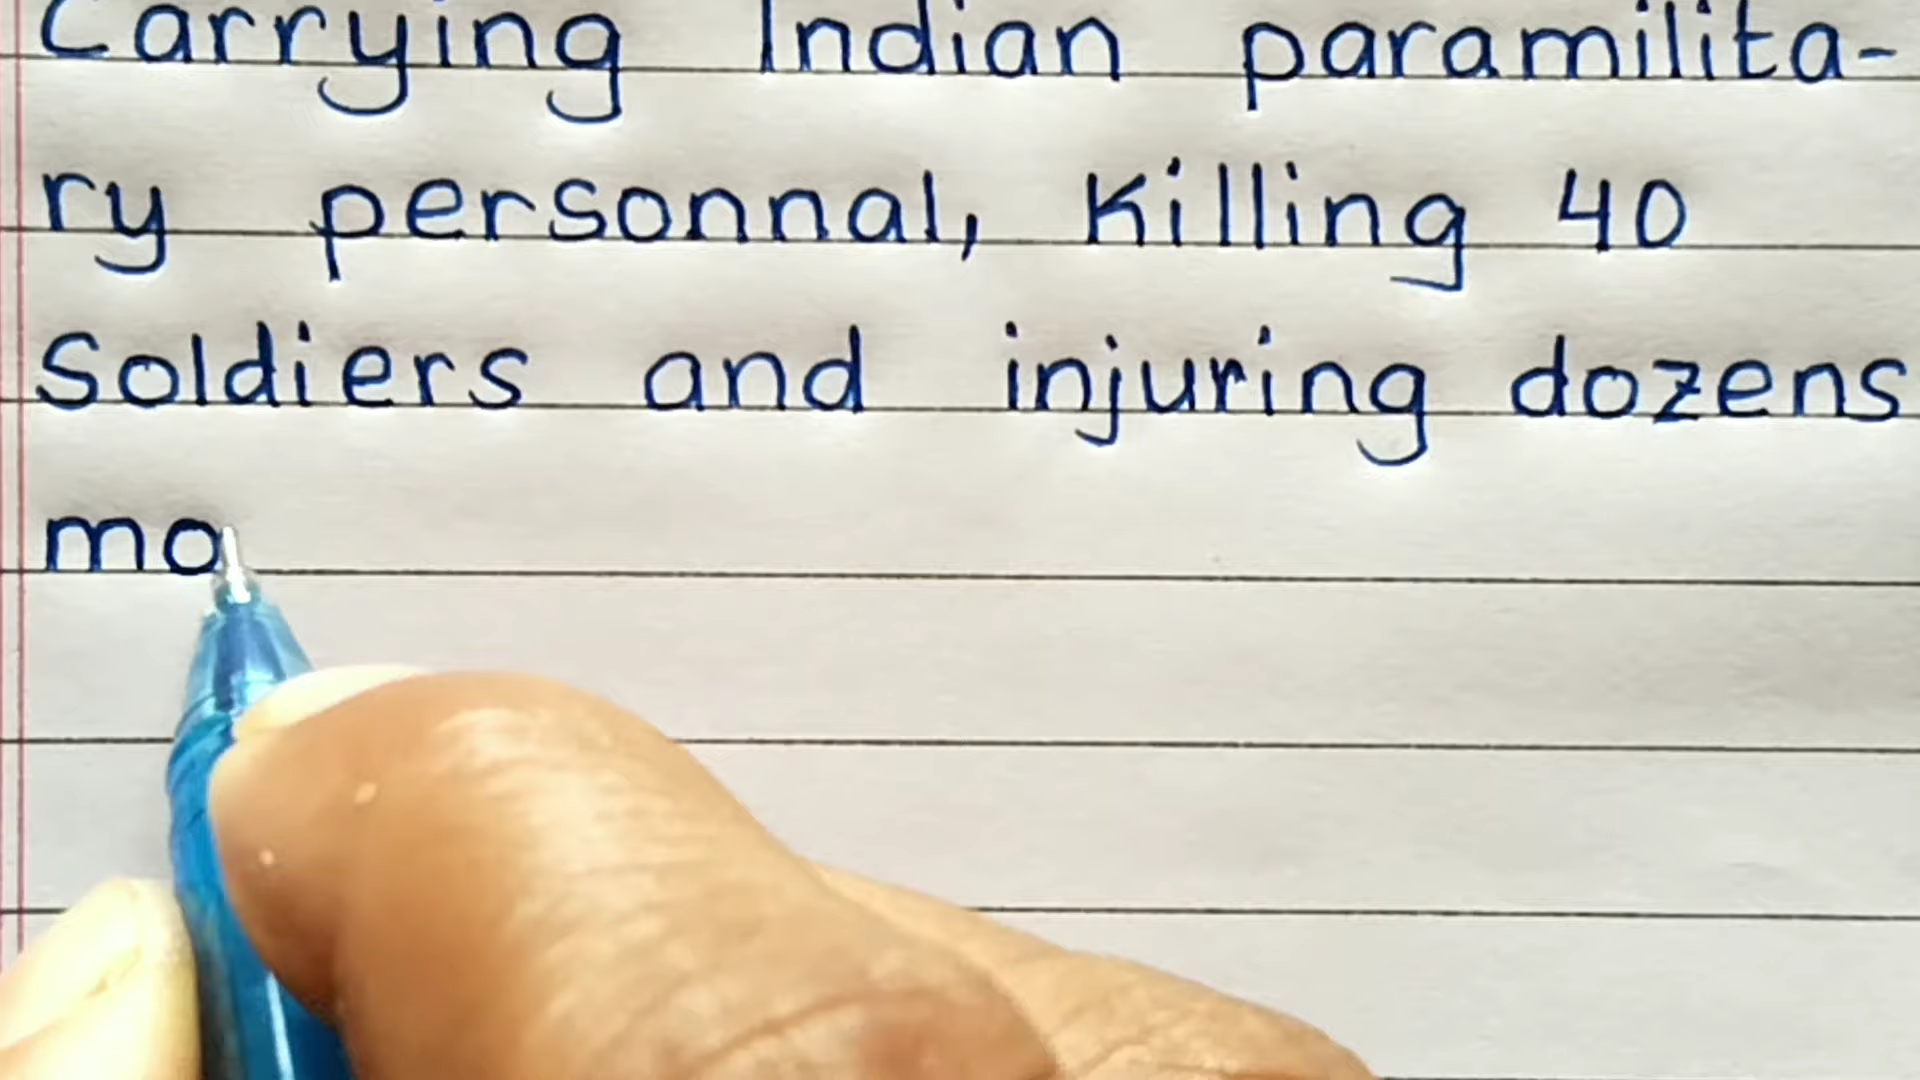 Carrying Indian paramilita-
ry personnal, Killing 40
Soldiers and injuring dozens
mo